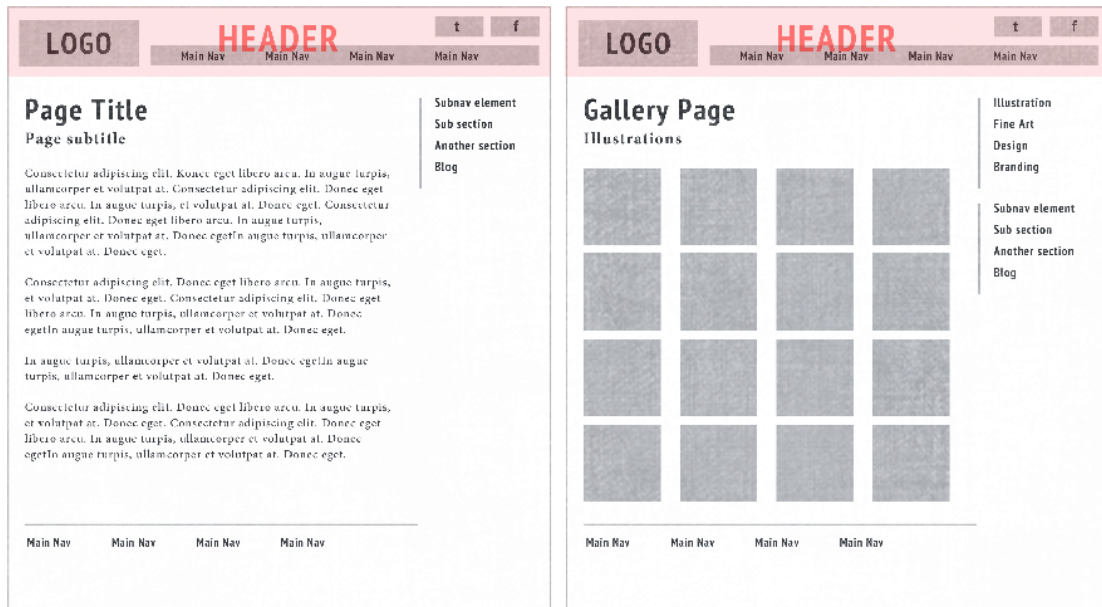 LOGO
HEADER
t
f
Main Nav
Main Nav
Main Nav
Main Nav
Page Title
Page subtitle
Subnav element
Sub section
Another section
Blog
Consectetur adipiscing elit. Konec eget libero arcu. In augue turpis,
ullamcorper et volutpat at. Consectetur adipiscing elit. Donec eget
libero arcu. In augue turpis, et volutpat at. Donec eget. Consectetur
adipiscing elit. Donec eget libero arcu. In augue turpis,
ullamcorper et volutpat at. Donec egetIn augue turpis, ullamcorper
et volutpat at. Donec eget.
Consectetur adipiscing elit. Donec eget libero arcu. In augue turpis,
et volutpat at. Donec eget. Consectetur adipiscing elit. Donec eget
libero arcu. In augue turpis, ullamcorper et volutpat at. Donec
egetIn augue turpis, ullamcorper et volutpat at. Donec eget.
In augue turpis, ullamcorper et volutpat at. Donec egetIn augue
turpis, ullamcorper et volutpat at. Donec eget.
Consectetur adipiscing elit. Donec eget libero arcu. In augue turpis,
et volutpat at. Donec eget. Consectetur adipiscing elit. Donec eget
libero arcu. In augue turpis, ullamcorper et volutpat at. Donec
egetIn augue turpis, ullamcorper et volutpat at. Donec eget.
Main Nav
Main Nav
Main Nav
Main Nav
LOGO
HEADER
t
f
Main Nav
Main Nav
Main Nav
Main Nav
Gallery Page
Illustrations
Illustration
Fine Art
Design
Branding
Subnav element
Sub section
Another section
Blog
Main Nav
Main Nav
Main Nav
Main Nav